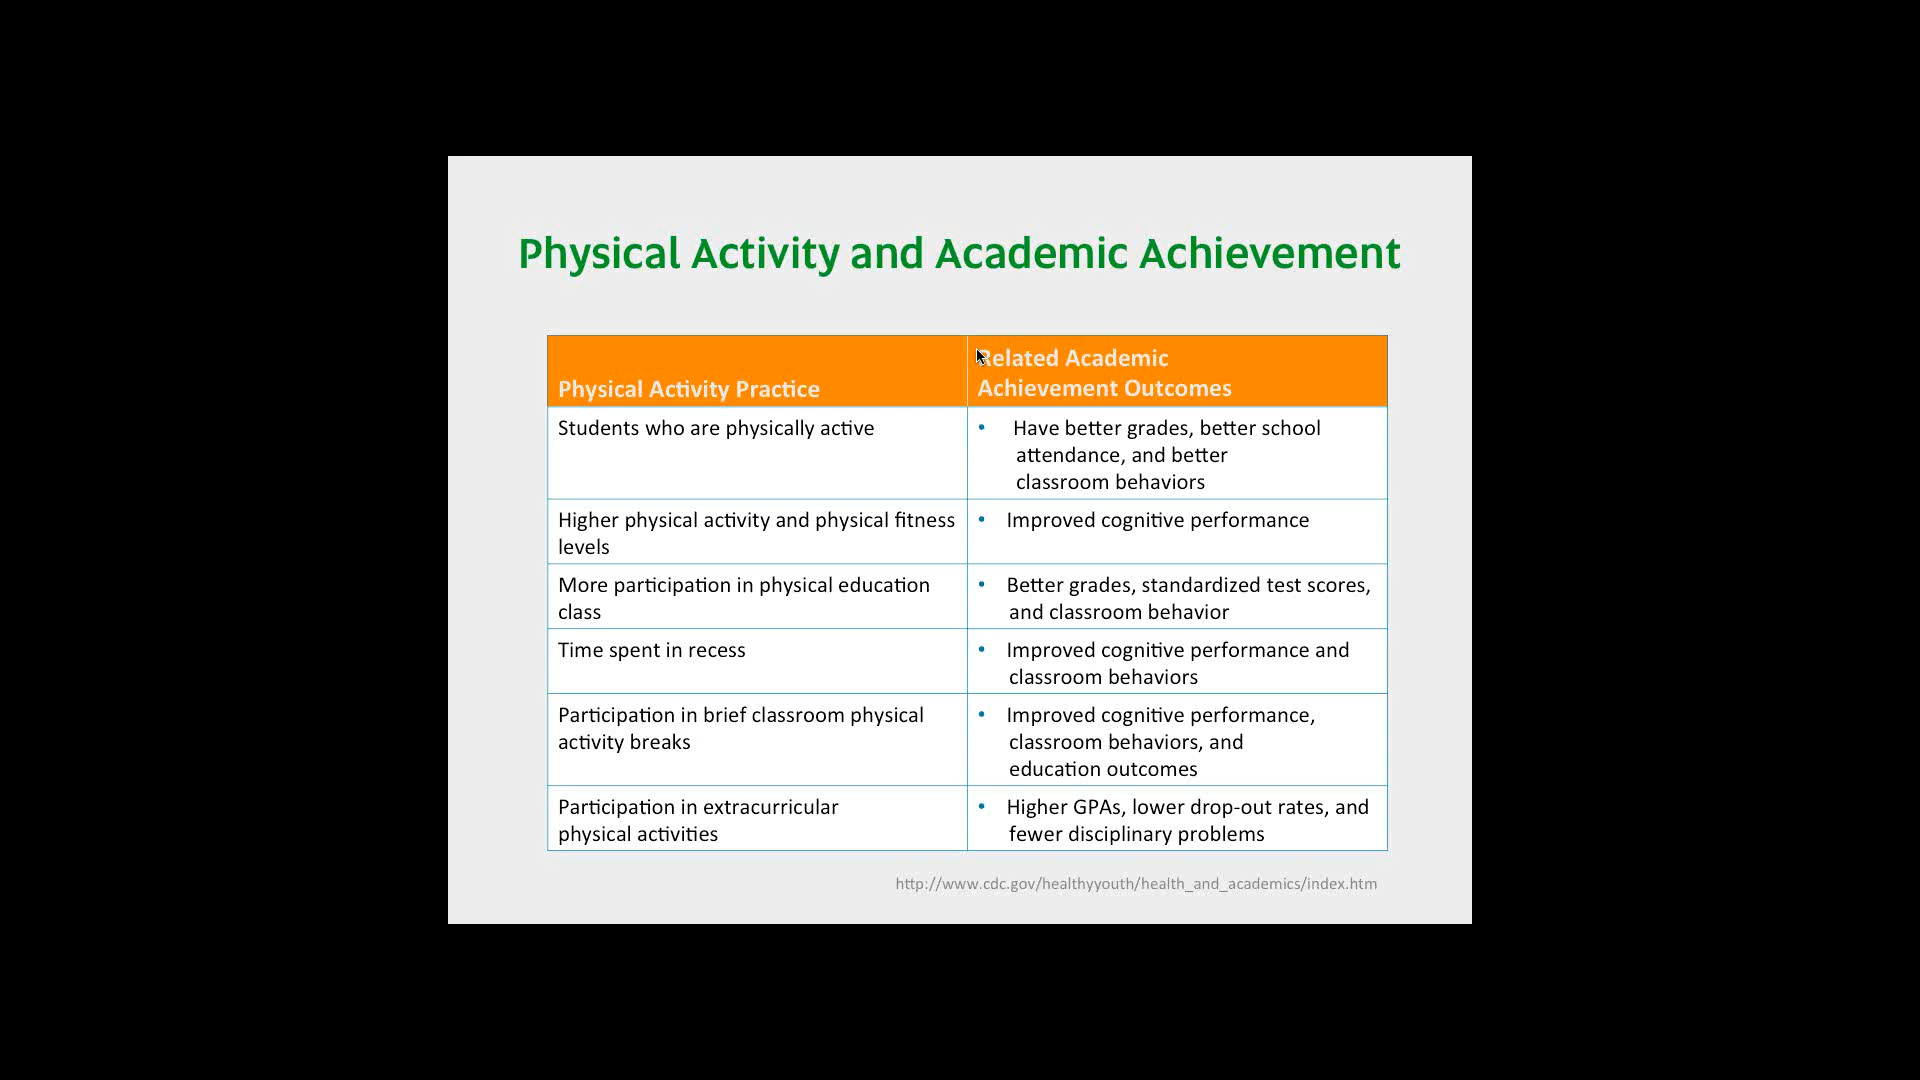 Physical Activity and Academic Achievement
Physical Activity Practice
Related Academic
Achievement Outcomes
Students who are physically active
• Have better grades, better school
attendance, and better
classroom behaviors
Higher physical activity and physical fitness
levels
• Improved cognitive performance
More participation in physical education
class
• Better grades, standardized test scores,
and classroom behavior
Time spent in recess
• Improved cognitive performance and
classroom behaviors
Participation in brief classroom physical
activity breaks
• Improved cognitive performance,
classroom behaviors, and
education outcomes
Participation in extracurricular
physical activities
• Higher GPAs, lower drop-out rates, and
fewer disciplinary problems
http://www.cdc.gov/healthyyouth/health_and_academics/index.htm